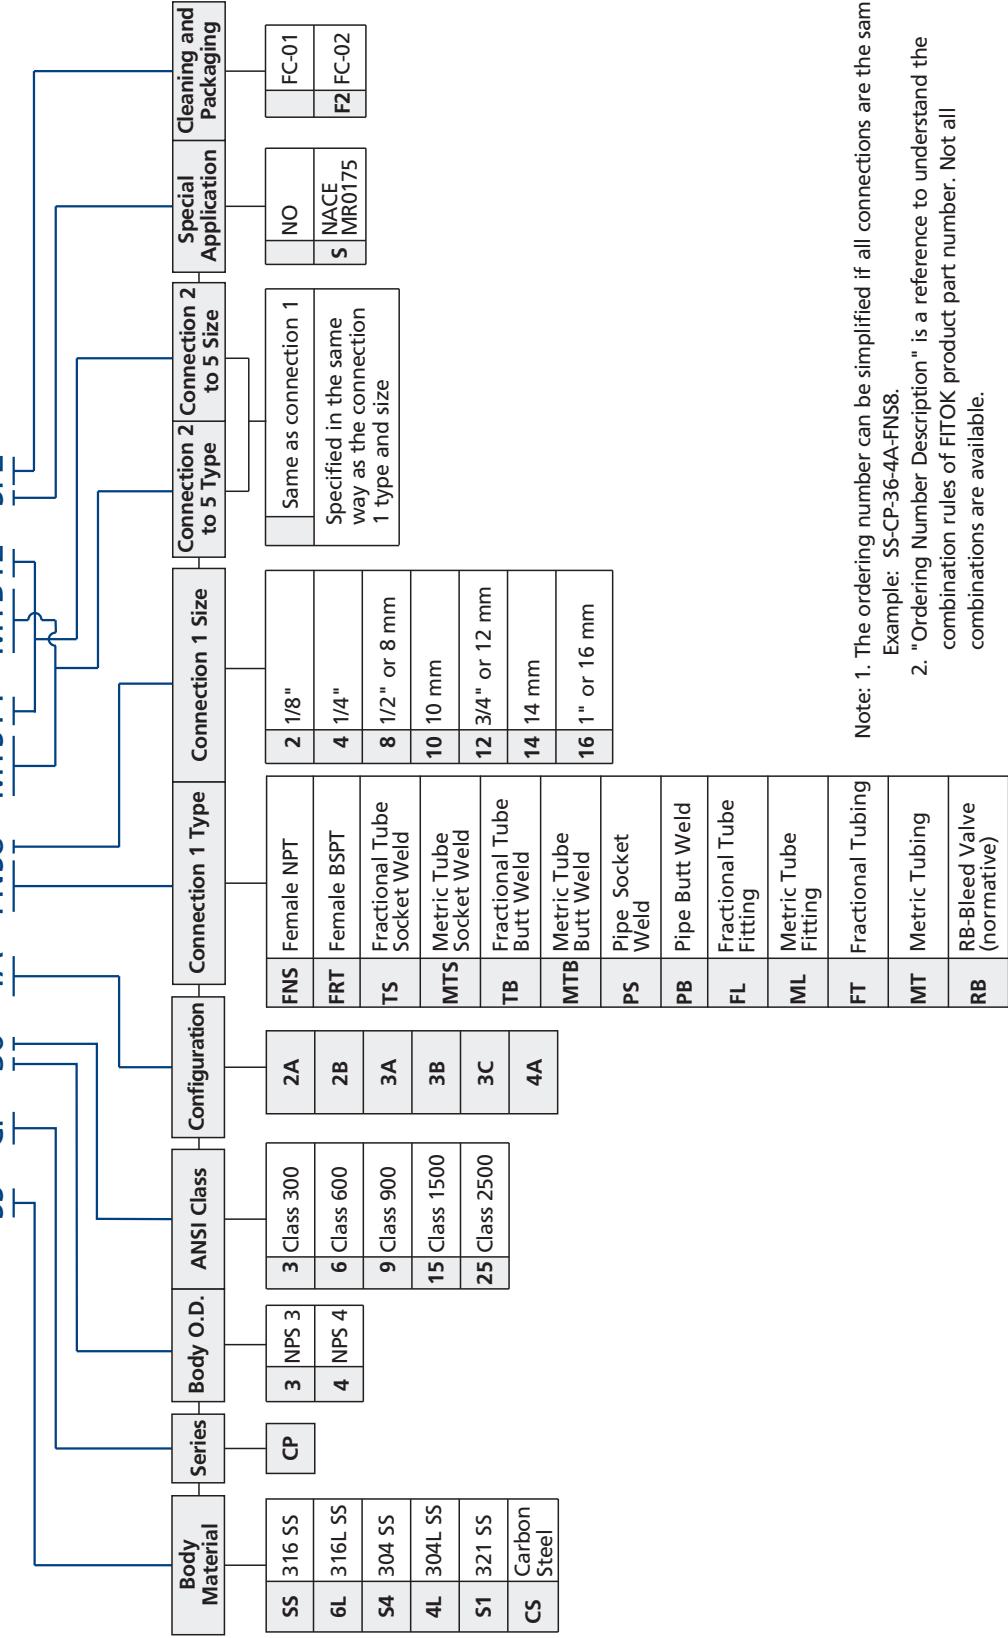 Body
Material
Series
Body O.D.
ANSI Class
Configuration
Connection 1 Type
Connection 1 Size
Connection 2
to 5 Type
Connection 2
to 5 Size
Special
Application
Cleaning and
Packaging
SS 316 SS
6L 316L SS
S4 304 SS
4L 304L SS
S1 321 SS
CS Carbon
Steel
CP
3 NPS 3
4 NPS 4
3 Class 300
6 Class 600
9 Class 900
15 Class 1500
25 Class 2500
2A
2B
3A
3B
3C
4A
FNS Female NPT
FRT Female BSPT
TS Fractional Tube
Socket Weld
MTS Metric Tube
Socket Weld
TB Fractional Tube
Butt Weld
MTB Metric Tube
Butt Weld
PS Pipe Socket
Weld
PB Pipe Butt Weld
FL Fractional Tube
Fitting
ML Metric Tube
Fitting
FT Fractional Tubing
MT Metric Tubing
RB RB-Bleed Valve
(normative)
2 1/8"
4 1/4"
8 1/2" or 8 mm
10 10 mm
12 3/4" or 12 mm
14 14 mm
16 1" or 16 mm
Same as connection 1
Specified in the same
way as the connection
1 type and size
NO
S NACE
MR0175
FC-01
F2 FC-02
Note: 1. The ordering number can be simplified if all connections are the sam
Example: SS-CP-36-4A-FNS8.
2. "Ordering Number Description" is a reference to understand the
combination rules of FITOK product part number. Not all
combinations are available.